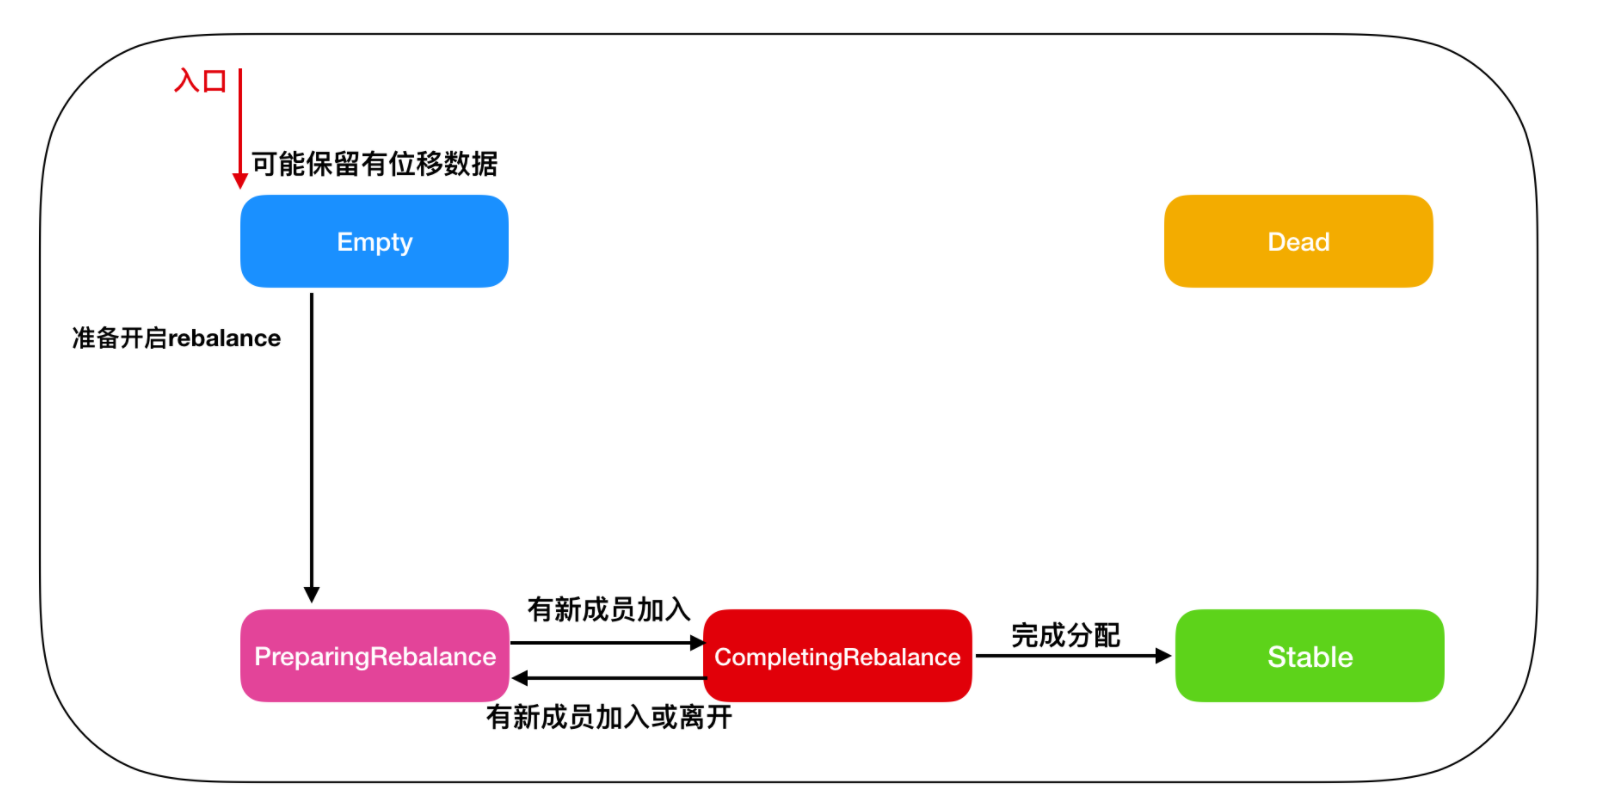 入口
可能保留有位移数据
Empty
Dead
准备开启rebalance
有新成员加入
完成分配
PreparingRebalance
CompletingRebalance
Stable
有新成员加入或离开